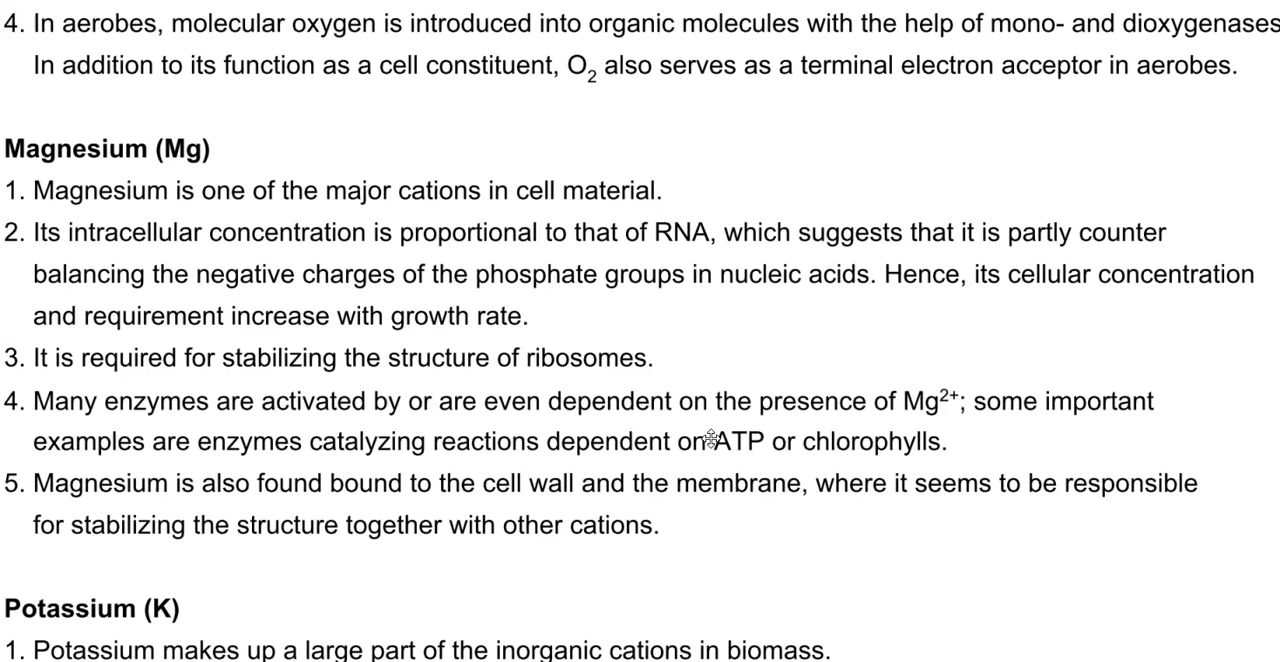 4. In aerobes, molecular oxygen is introduced into organic molecules with the help of mono- and dioxygenases
In addition to its function as a cell constituent, O₂ also serves as a terminal electron acceptor in aerobes.
Magnesium (Mg)
1. Magnesium is one of the major cations in cell material.
2. Its intracellular concentration is proportional to that of RNA, which suggests that it is partly counter
balancing the negative charges of the phosphate groups in nucleic acids. Hence, its cellular concentration
and requirement increase with growth rate.
3. It is required for stabilizing the structure of ribosomes.
4. Many enzymes are activated by or are even dependent on the presence of Mg²⁺; some important
examples are enzymes catalyzing reactions dependent on ATP or chlorophylls.
5. Magnesium is also found bound to the cell wall and the membrane, where it seems to be responsible
for stabilizing the structure together with other cations.
Potassium (K)
1. Potassium makes up a large part of the inorganic cations in biomass.